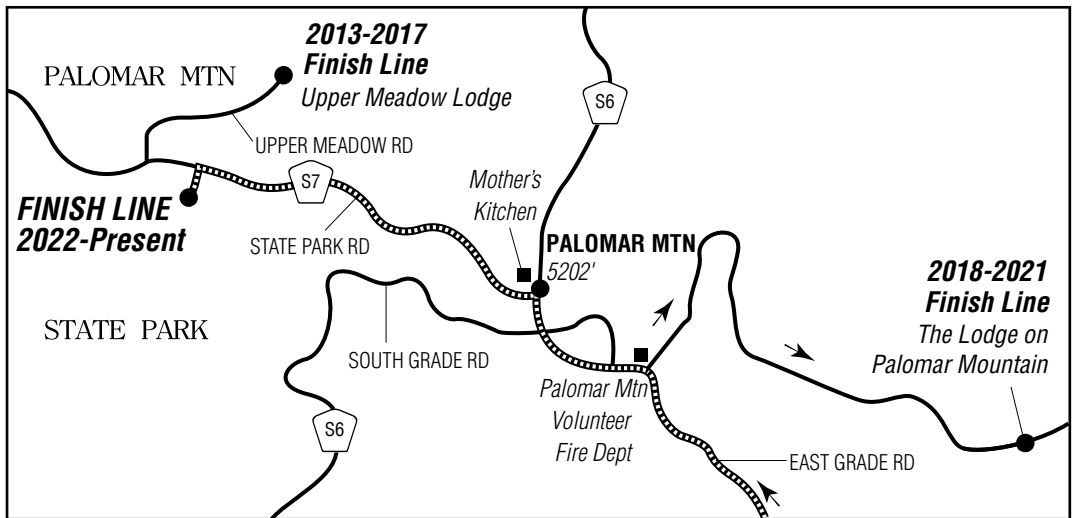 2013-2017
Finish Line
Upper Meadow Lodge
PALOMAR MTN
S6
UPPER MEADOW RD
S7
Mother's
Kitchen
FINISH LINE
2022-Present
STATE PARK RD
PALOMAR MTN
5202'
2018-2021
Finish Line
The Lodge on
Palomar Mountain
STATE PARK
SOUTH GRADE RD
Palomar Mtn
Volunteer
Fire Dept
S6
EAST GRADE RD